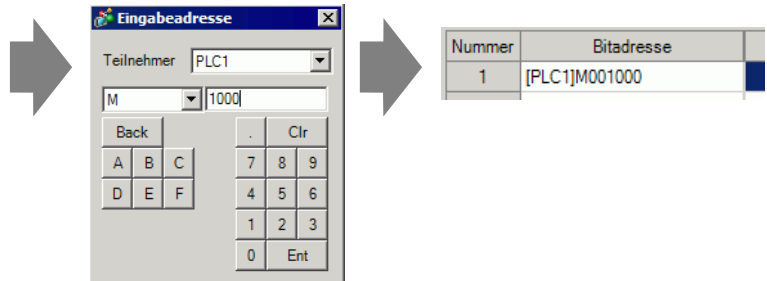 Eingabeadresse
Teilnehmer PLC1
M 1000
Back . Clr
A B C 7 8 9
D E F 4 5 6
1 2 3
0 Ent
Nummer Bitadresse
1 [PLC1]M001000